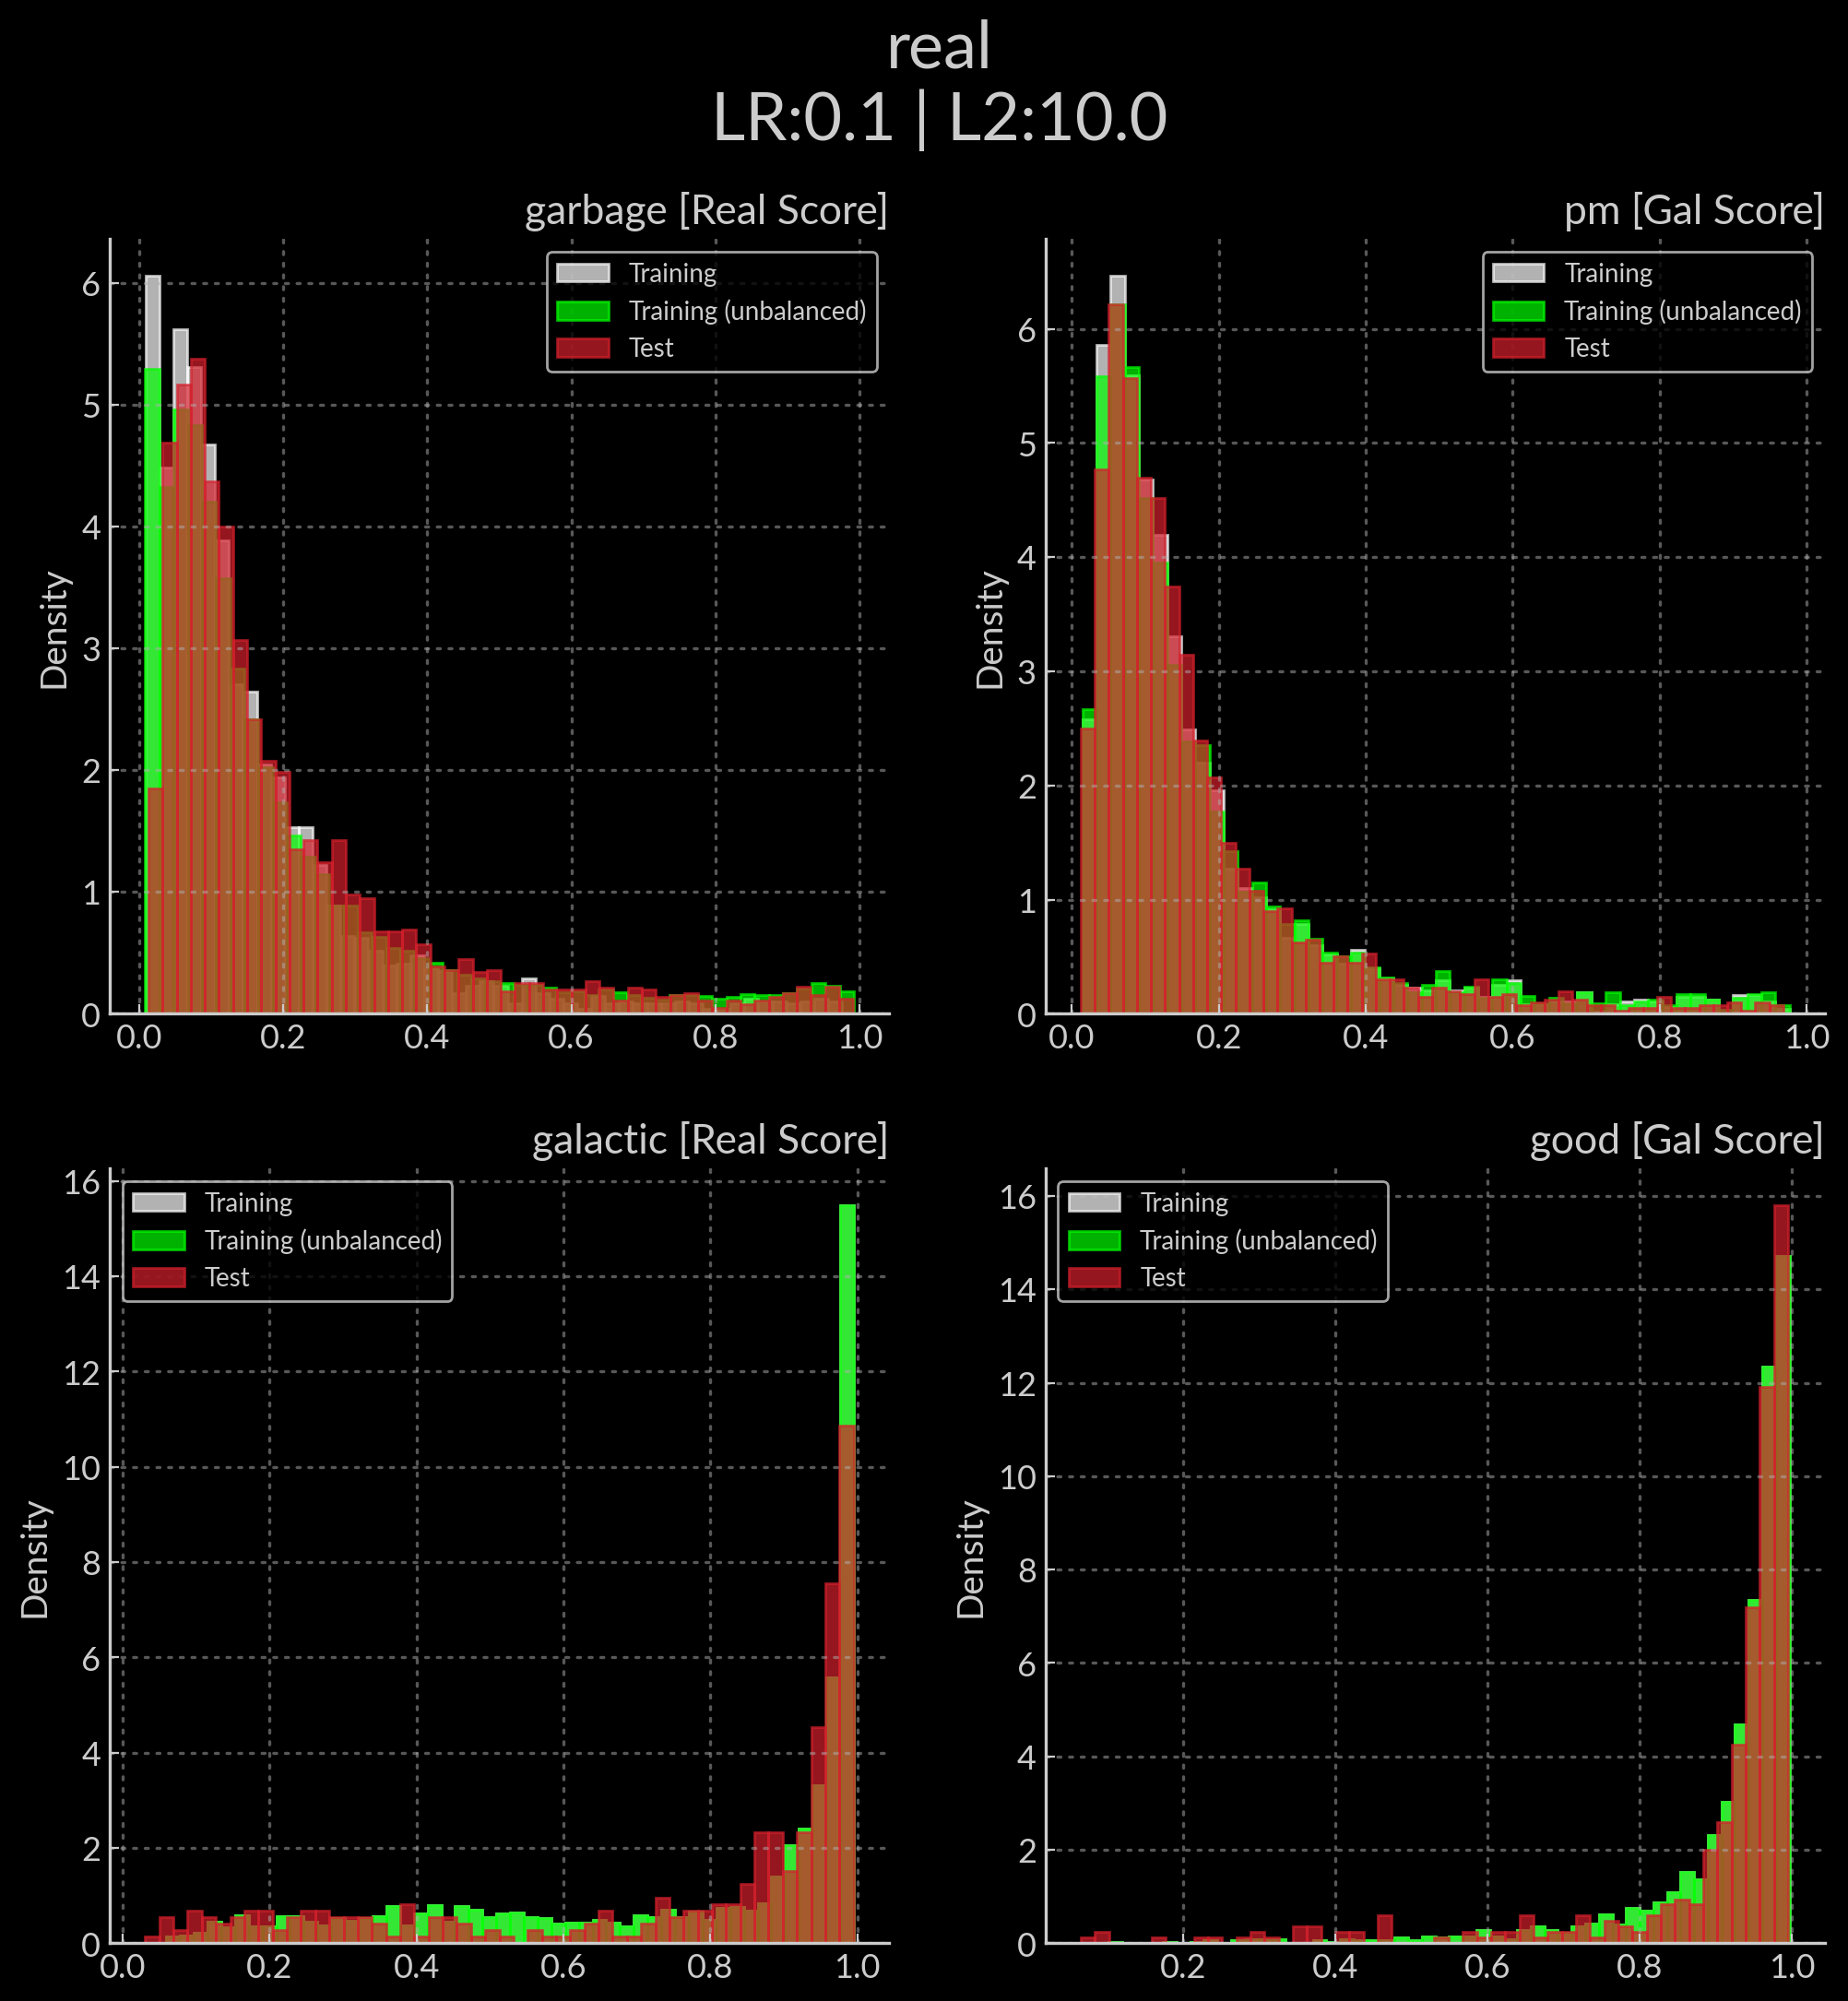 real
LR:0.1 | L2:10.0
garbage [Real Score]
Training
Training (unbalanced)
Test
Density
6
5
4
3
2
1
0
0.0 0.2 0.4 0.6 0.8 1.0
pm [Gal Score]
Training
Training (unbalanced)
Test
Density
6
5
4
3
2
1
0
0.0 0.2 0.4 0.6 0.8 1.0
galactic [Real Score]
Training
Training (unbalanced)
Test
Density
16
14
12
10
8
6
4
2
0
0.0 0.2 0.4 0.6 0.8 1.0
good [Gal Score]
Training
Training (unbalanced)
Test
Density
16
14
12
10
8
6
4
2
0
0.2 0.4 0.6 0.8 1.0